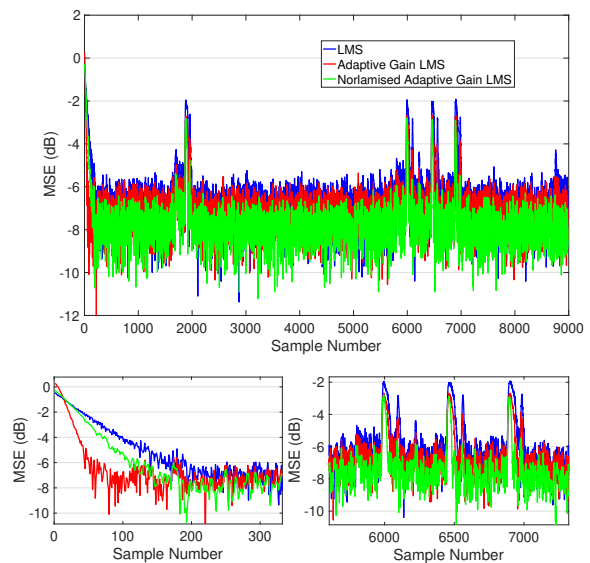 2
0
-2
-4
-6
-8
-10
-12
MSE (dB)
0 1000 2000 3000 4000 5000 6000 7000 8000 9000
Sample Number
LMS
Adaptive Gain LMS
Norlamised Adaptive Gain LMS
0
-2
-4
-6
-8
-10
MSE (dB)
0 100 200 300
Sample Number
-2
-4
-6
-8
-10
MSE (dB)
6000 6500 7000
Sample Number